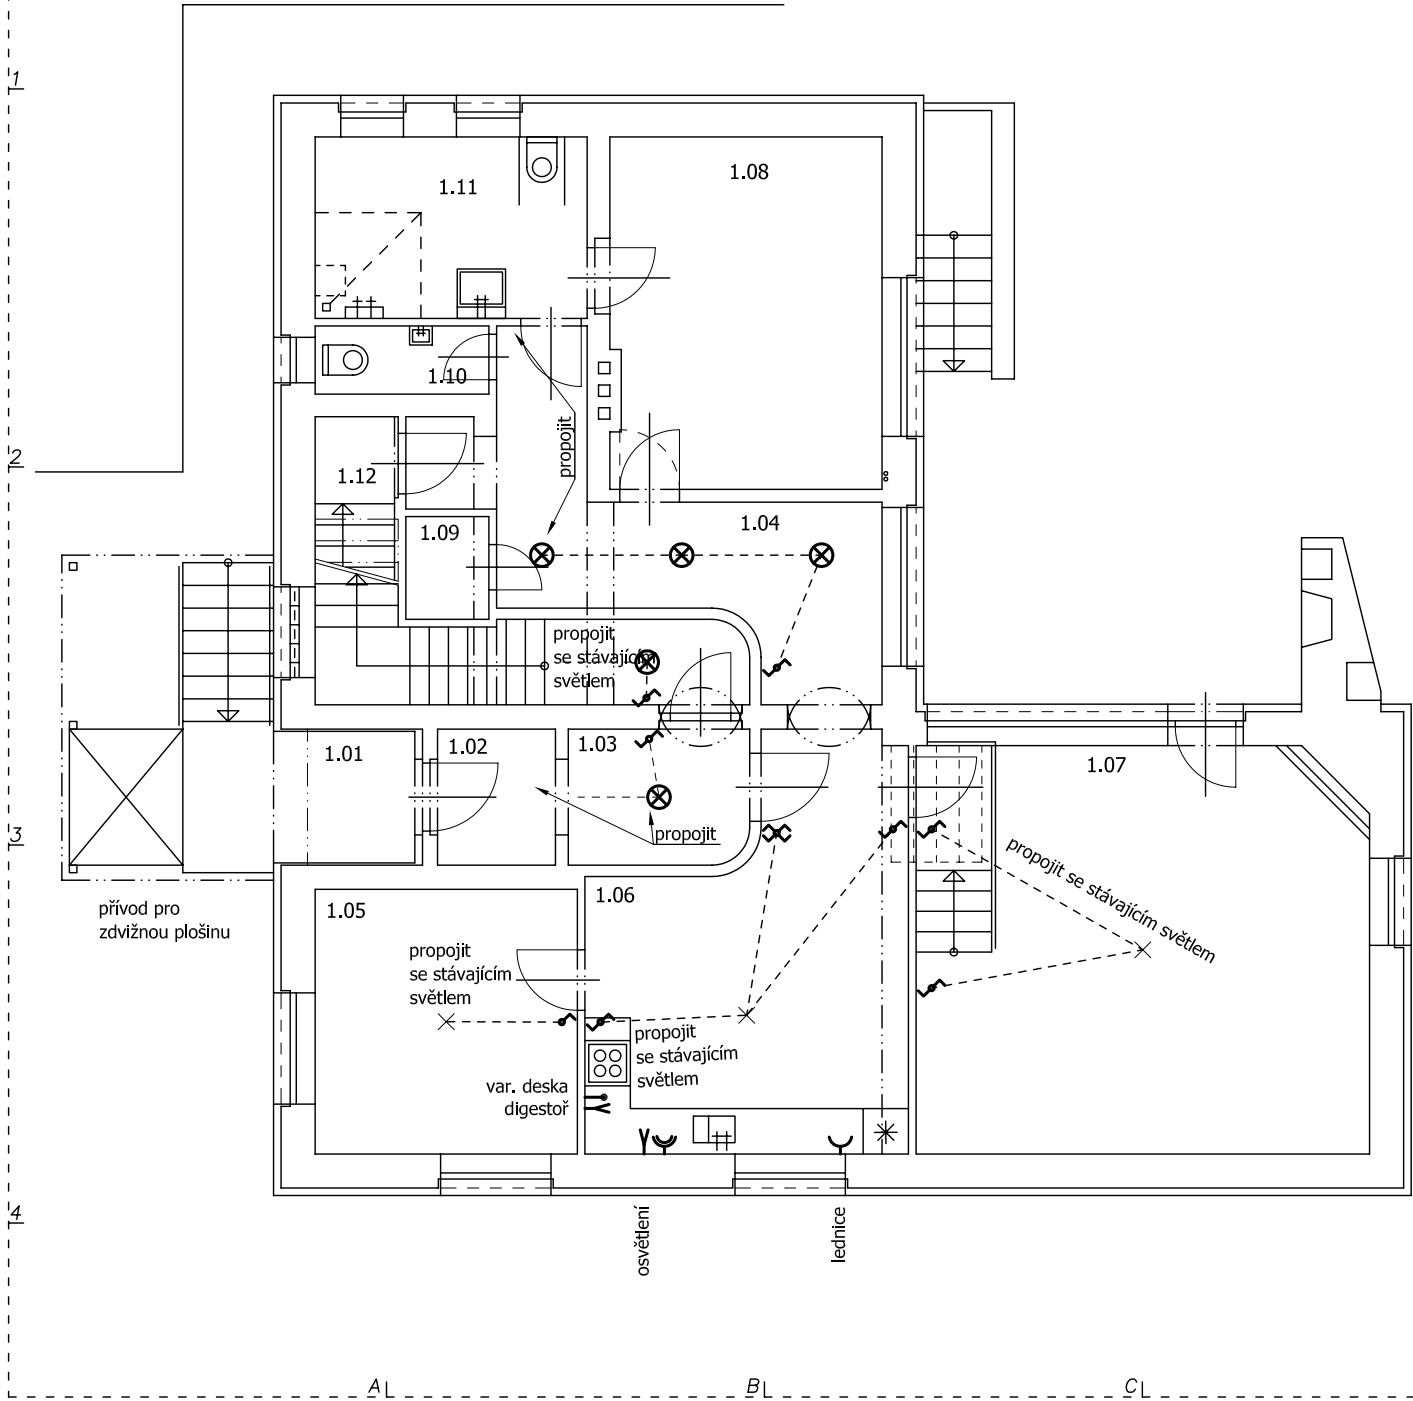 1
1.11
1.08
1.10
propojit
2
1.12
1.09
1.04
propojit
se stávajícím
světlem
1.01
1.02
1.03
1.07
3
propojit
propojit se stávajícím světlem
přívod pro
zdvižnou plošinu
1.05
1.06
propojit
se stávajícím
světlem
propojit
se stávajícím
světlem
var. deska
digestoř
4
osvětlení
lednice
A
B
C